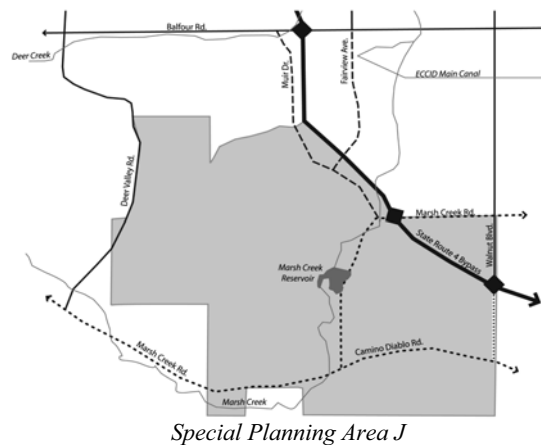 Balfour Rd.
Deer Creek
Muir Dr.
Fairview Ave.
ECCID Main Canal
Deer Valley Rd.
Marsh Creek Rd.
State Route 4 Bypass
Walnut Blvd.
Marsh Creek
Reservoir
Marsh Creek Rd.
Camino Diablo Rd.
Marsh Creek
Special Planning Area J